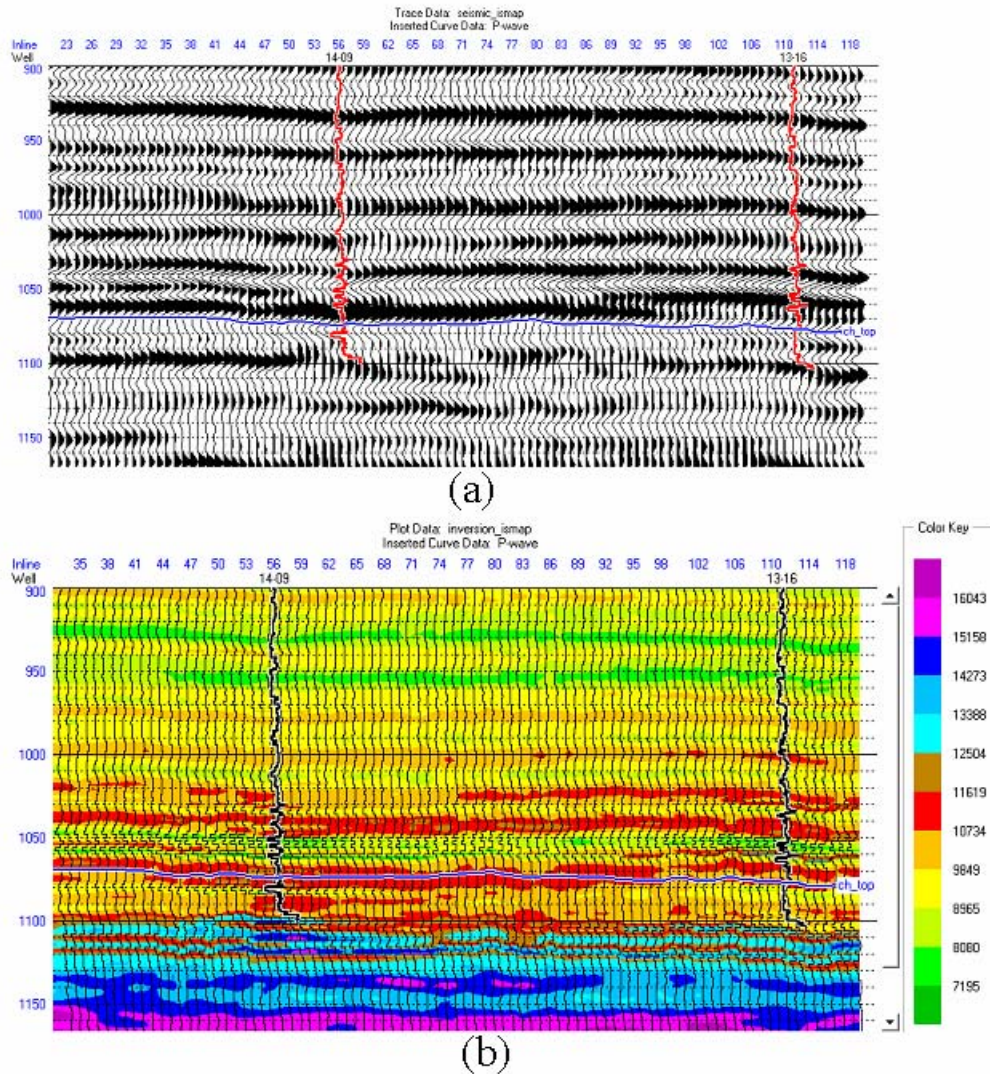 Trace Data: seismic_ismap
Inserted Curve Data: P-wave
Inline 23 26 29 32 35 38 41 44 47 50 53 56 59 62 65 68 71 74 77 80 83 86 89 92 95 98 102 106 110 114 118
Well 14-09 13-16
900
950
1000
1050
ch_top
1100
1150
(a)
Plot Data: inversion_ismap
Inserted Curve Data: P-wave
Color Key
Inline 35 38 41 44 47 50 53 56 59 62 65 68 71 74 77 80 83 86 89 92 95 98 102 106 110 114 118
Well 14-09 13-16
900
950
1000
1050
ch_top
1100
1150
16043
15158
14273
13388
12504
11619
10734
9849
8965
8080
7195
(b)